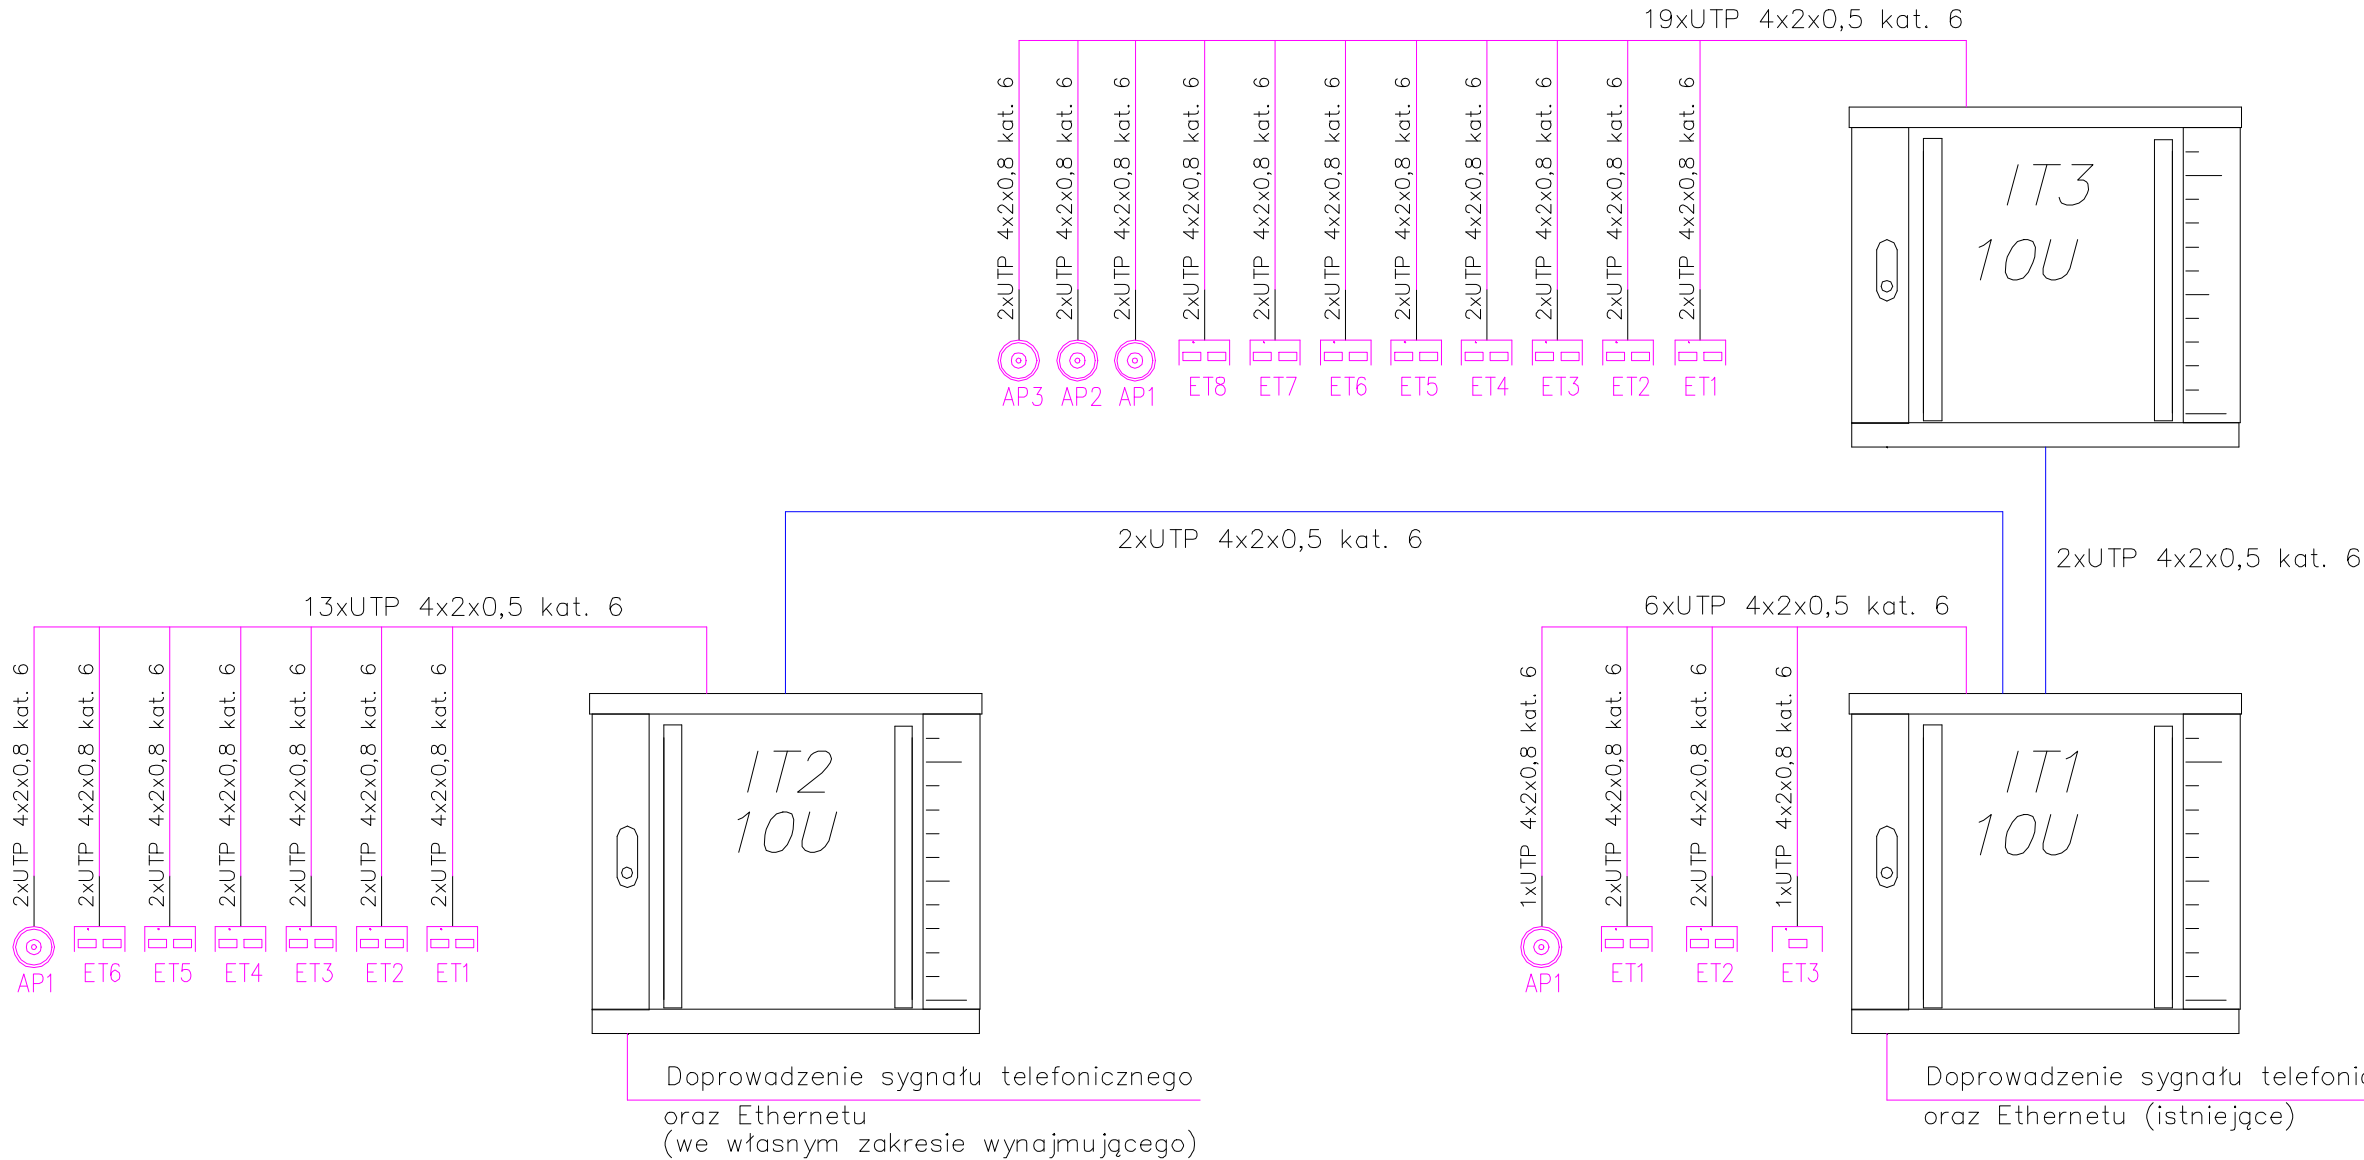 19xUTP 4x2x0,5 kat. 6
2xUTP 4x2x0,8 kat. 6
2xUTP 4x2x0,8 kat. 6
2xUTP 4x2x0,8 kat. 6
2xUTP 4x2x0,8 kat. 6
2xUTP 4x2x0,8 kat. 6
2xUTP 4x2x0,8 kat. 6
2xUTP 4x2x0,8 kat. 6
2xUTP 4x2x0,8 kat. 6
2xUTP 4x2x0,8 kat. 6
2xUTP 4x2x0,8 kat. 6
2xUTP 4x2x0,8 kat. 6
AP3
AP2
AP1
ET8
ET7
ET6
ET5
ET4
ET3
ET2
ET1
IT3
10U
2xUTP 4x2x0,5 kat. 6
2xUTP 4x2x0,5 kat. 6
13xUTP 4x2x0,5 kat. 6
2xUTP 4x2x0,8 kat. 6
2xUTP 4x2x0,8 kat. 6
2xUTP 4x2x0,8 kat. 6
2xUTP 4x2x0,8 kat. 6
2xUTP 4x2x0,8 kat. 6
2xUTP 4x2x0,8 kat. 6
2xUTP 4x2x0,8 kat. 6
AP1
ET6
ET5
ET4
ET3
ET2
ET1
IT2
10U
Doprowadzenie sygnału telefonicznego
oraz Ethernetu
(we własnym zakresie wynajmującego)
6xUTP 4x2x0,5 kat. 6
1xUTP 4x2x0,8 kat. 6
2xUTP 4x2x0,8 kat. 6
2xUTP 4x2x0,8 kat. 6
1xUTP 4x2x0,8 kat. 6
AP1
ET1
ET2
ET3
IT1
10U
Doprowadzenie sygnału
oraz Ethernetu (istniejące)